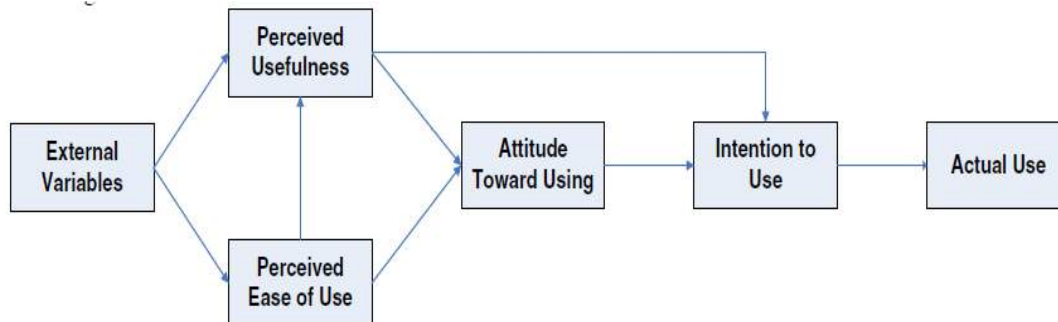 Perceived
Usefulness
External
Variables
Attitude
Toward Using
Intention to
Use
Actual Use
Perceived
Ease of Use